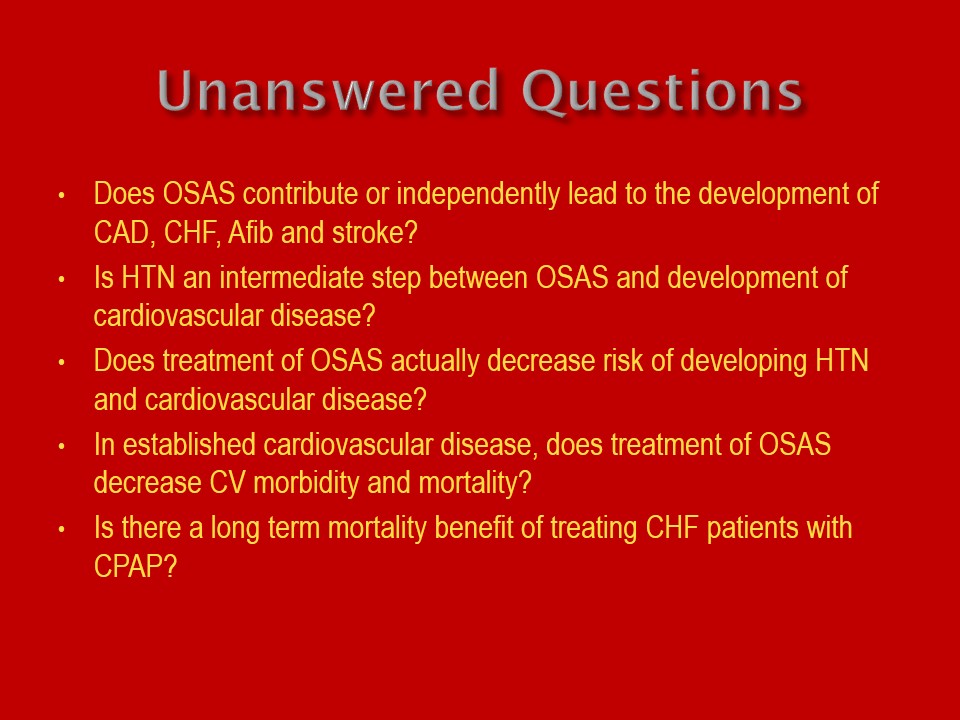 Unanswered Questions
• Does OSAS contribute or independently lead to the development of
CAD, CHF, Afib and stroke?
• Is HTN an intermediate step between OSAS and development of
cardiovascular disease?
• Does treatment of OSAS actually decrease risk of developing HTN
and cardiovascular disease?
• In established cardiovascular disease, does treatment of OSAS
decrease CV morbidity and mortality?
• Is there a long term mortality benefit of treating CHF patients with
CPAP?